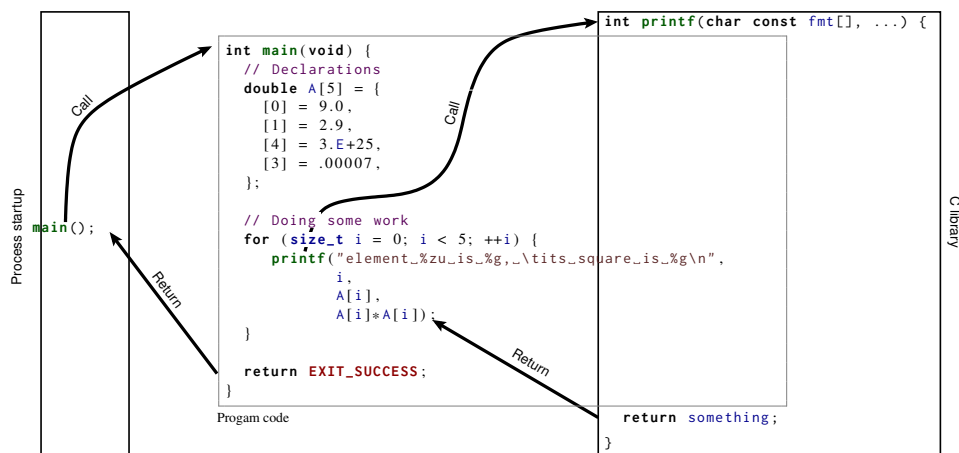 int printf(char const fmt[], ...) {
int main(void) {
// Declarations
double A[5] = {
[0] = 9.0,
[1] = 2.9,
[4] = 3.E+25,
[3] = .00007,
};
Call
Call
Process startup
main();
C library
// Doing some work
for (size_t i = 0; i < 5; ++i) {
printf("element␣%zu␣is␣%g,␣\tits␣square␣is␣%g\n",
i,
A[i],
A[i]*A[i]);
}
Return
Return
return EXIT_SUCCESS;
}
Progam code
return something;
}